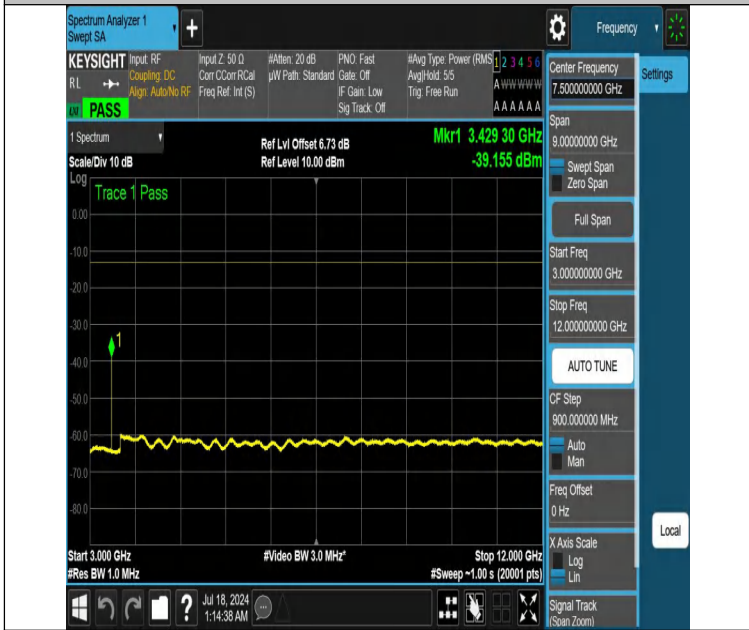 Spectrum Analyzer 1
Swept SA
Frequency
KEYSIGHT
RL
PASS
Input: RF
Coupling: DC
Align: Auto/No RF
Input Z: 50 Ω
Corr CCorr RCal
Freq Ref: Int (S)
#Atten: 20 dB
µW Path: Standard
PNO: Fast
Gate: Off
IF Gain: Low
Sig Track: Off
#Avg Type: Power (RMS
Avg|Hold: 5/5
Trig: Free Run
1 2 3 4 5 6
A W W W W W
A A A A A A
1 Spectrum
Scale/Div 10 dB
Ref Lvl Offset 6.73 dB
Ref Level 10.00 dBm
Mkr1 3.429 30 GHz
-39.155 dBm
Log
Trace 1 Pass
0.00
-10.0
-20.0
-30.0
1
-40.0
-50.0
-60.0
-70.0
-80.0
Start 3.000 GHz
#Video BW 3.0 MHz*
Stop 12.000 GHz
#Res BW 1.0 MHz
#Sweep ~1.00 s (20001 pts)
Jul 18, 2024
1:14:38 AM
Center Frequency
7.500000000 GHz
Settings
Span
9.00000000 GHz
Swept Span
Zero Span
Full Span
Start Freq
3.000000000 GHz
Stop Freq
12.000000000 GHz
AUTO TUNE
CF Step
900.000000 MHz
Auto
Man
Freq Offset
0 Hz
X Axis Scale
Log
Lin
Local
Signal Track
(Span Zoom)